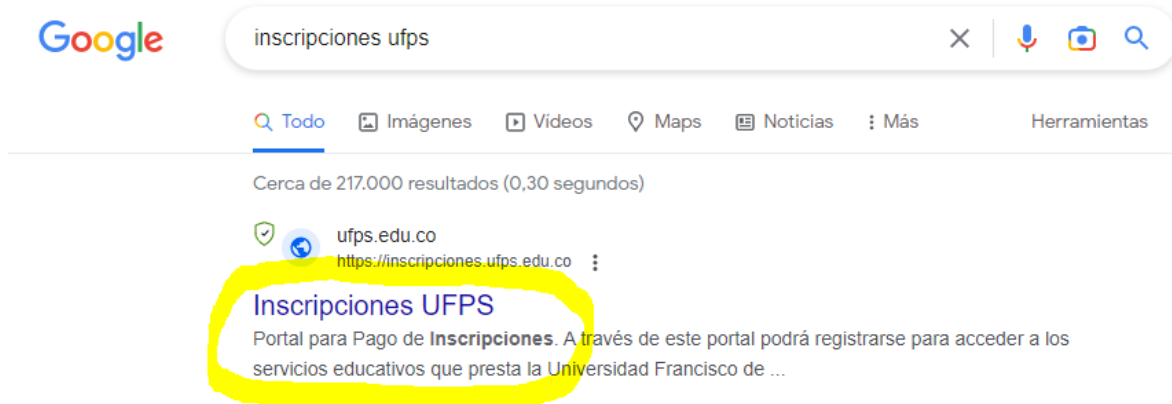 Google
inscripciones ufps
Todo Imágenes Vídeos Maps Noticias Más Herramientas
Cerca de 217.000 resultados (0,30 segundos)
ufps.edu.co
https://inscripciones.ufps.edu.co
Inscripciones UFPS
Portal para Pago de Inscripciones. A través de este portal podrá registrarse para acceder a los
servicios educativos que presta la Universidad Francisco de ...